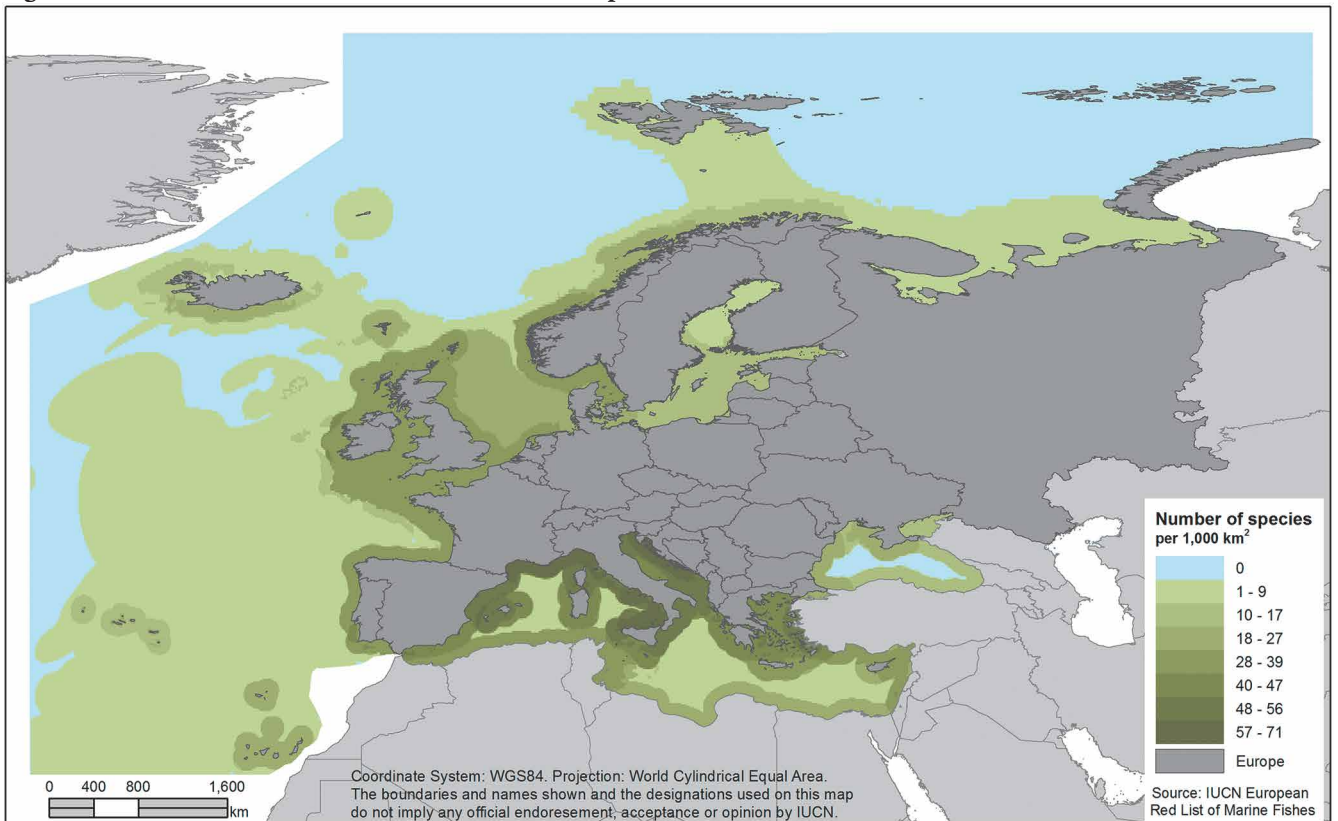 Number of species
per 1,000 km²
0
1 - 9
10 - 17
18 - 27
28 - 39
40 - 47
48 - 56
57 - 71
Europe
Source: IUCN European
Red List of Marine Fishes
Coordinate System: WGS84. Projection: World Cylindrical Equal Area.
The boundaries and names shown and the designations used on this map
do not imply any official endoresement, acceptance or opinion by IUCN.
0 400 800 1,600
km